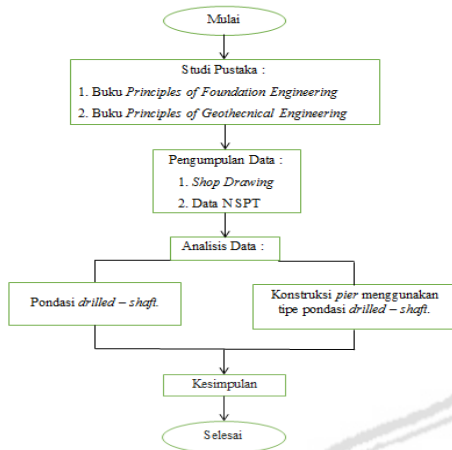 Mulai
Studi Pustaka :
1. Buku Principles of Foundation Engineering
2. Buku Principles of Geothecnical Engineering
Pengumpulan Data :
1. Shop Drawing
2. Data NSPT
Analisis Data :
Pondasi drilled – shaft.
Konstruksi pier menggunakan
tipe pondasi drilled – shaft.
Kesimpulan
Selesai